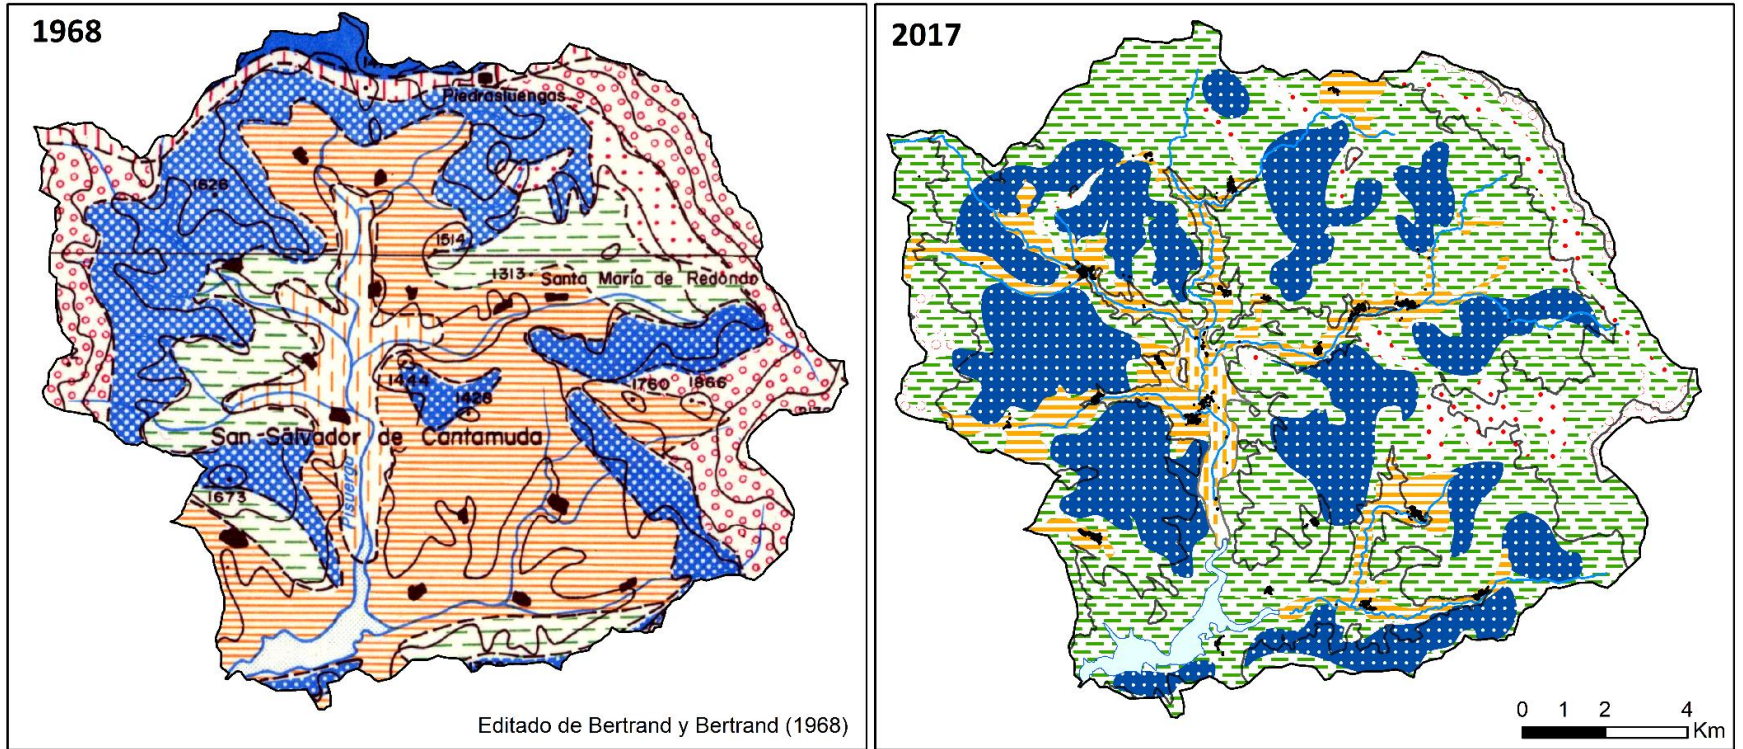 1968
Piedrasluengas
1626
1514
1313
Santa María de Redondo
1444
1428
1760
1866
San Salvador de Cantamuda
1673
Pisuerga
Editado de Bertrand y Bertrand (1968)
2017
0 1 2 4
Km